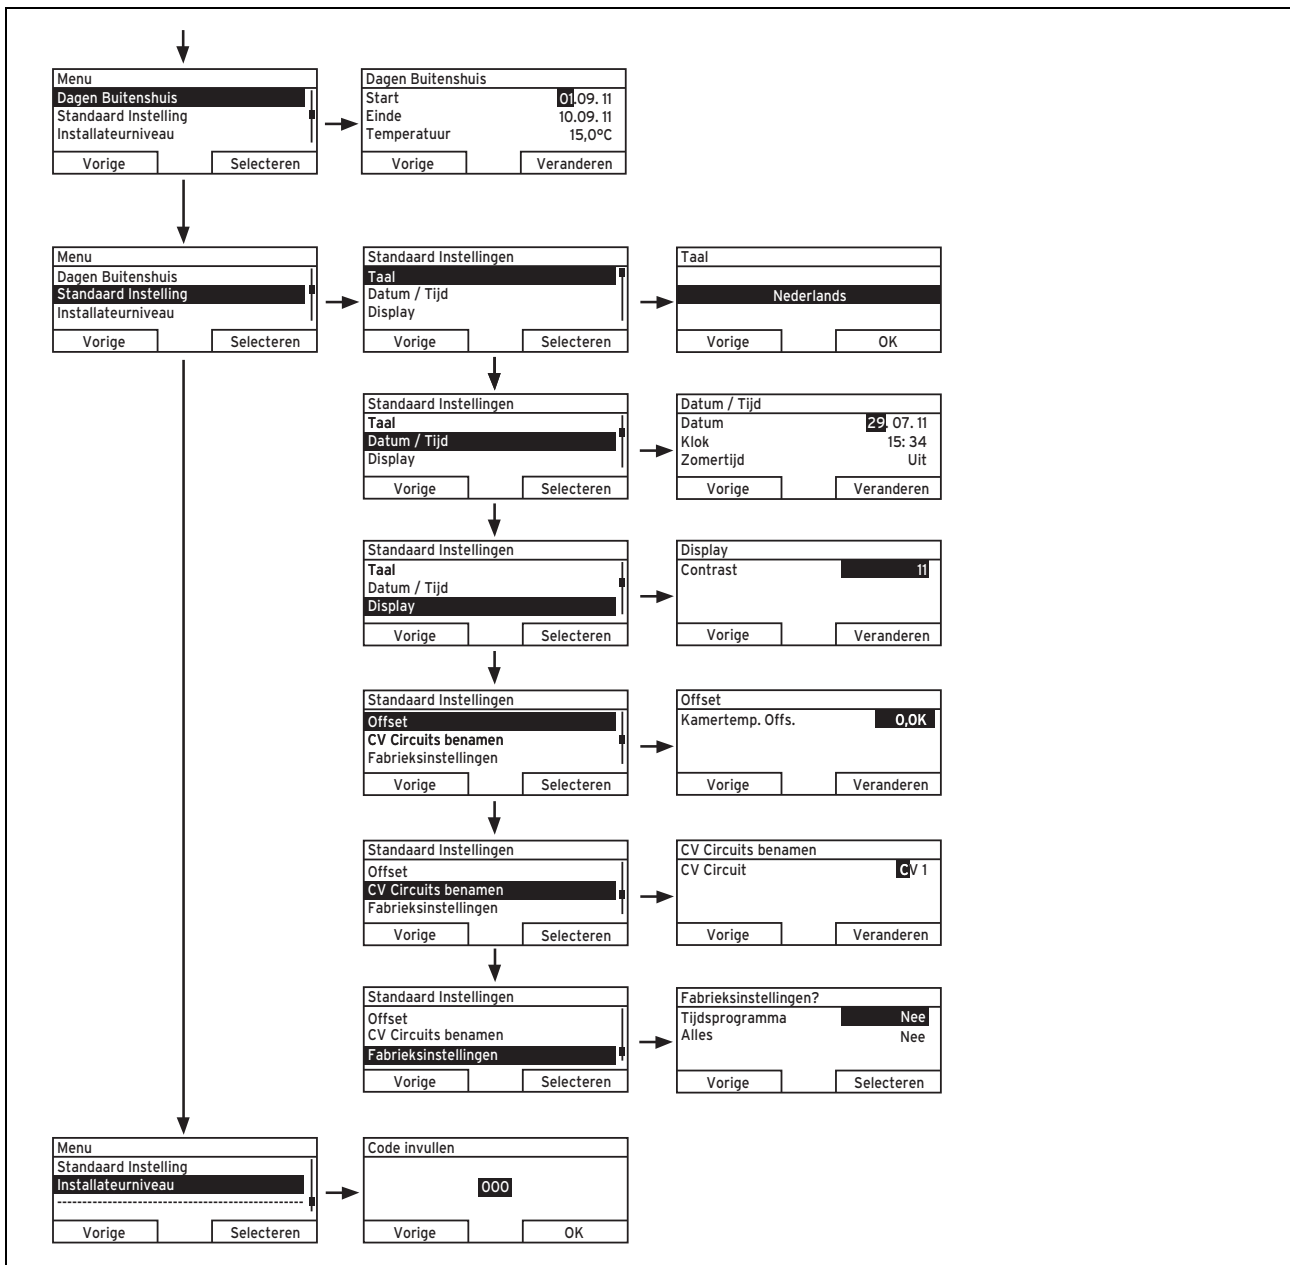 Menu
Dagen Buitenshuis
Standaard Instelling
Installateurniveau
Vorige Selecteren
Dagen Buitenshuis
Start 01.09. 11
Einde 10.09. 11
Temperatuur 15,0°C
Vorige Veranderen
Menu
Dagen Buitenshuis
Standaard Instelling
Installateurniveau
Vorige Selecteren
Standaard Instellingen
Taal
Datum / Tijd
Display
Vorige Selecteren
Taal
Nederlands
Vorige OK
Standaard Instellingen
Taal
Datum / Tijd
Display
Vorige Selecteren
Datum / Tijd
Datum 29. 07. 11
Klok 15: 34
Zomertijd Uit
Vorige Veranderen
Standaard Instellingen
Taal
Datum / Tijd
Display
Vorige Selecteren
Display
Contrast 11
Vorige Veranderen
Standaard Instellingen
Offset
CV Circuits benamen
Fabrieksinstellingen
Vorige Selecteren
Offset
Kamertemp. Offs. 0,0K
Vorige Veranderen
Standaard Instellingen
Offset
CV Circuits benamen
Fabrieksinstellingen
Vorige Selecteren
CV Circuits benamen
CV Circuit CV 1
Vorige Veranderen
Standaard Instellingen
Offset
CV Circuits benamen
Fabrieksinstellingen
Vorige Selecteren
Fabrieksinstellingen?
Tijdsprogramma Nee
Alles Nee
Vorige Selecteren
Menu
Standaard Instelling
Installateurniveau
Vorige Selecteren
Code invullen
000
Vorige OK